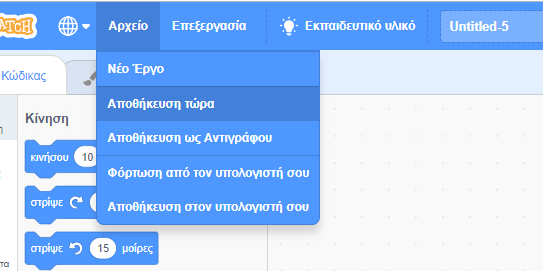 Αρχείο Επεξεργασία Εκπαιδευτικό υλικό Untitled-5
Κώδικας
Νέο Έργο
Αποθήκευση τώρα
Αποθήκευση ως Αντιγράφου
Φόρτωση από τον υπολογιστή σου
Αποθήκευση στον υπολογιστή σου
Κίνηση
κινήσου 10
στρίψε
στρίψε 15 μοίρες